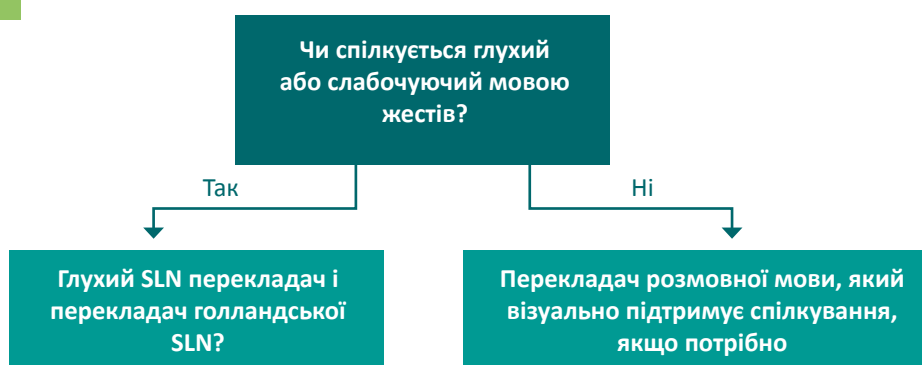 Чи спілкується глухий
або слабочуючий мовою
жестів?
Так
Ні
Глухий SLN перекладач і
перекладач голландської
SLN?
Перекладач розмовної мови, який
візуально підтримує спілкування,
якщо потрібно